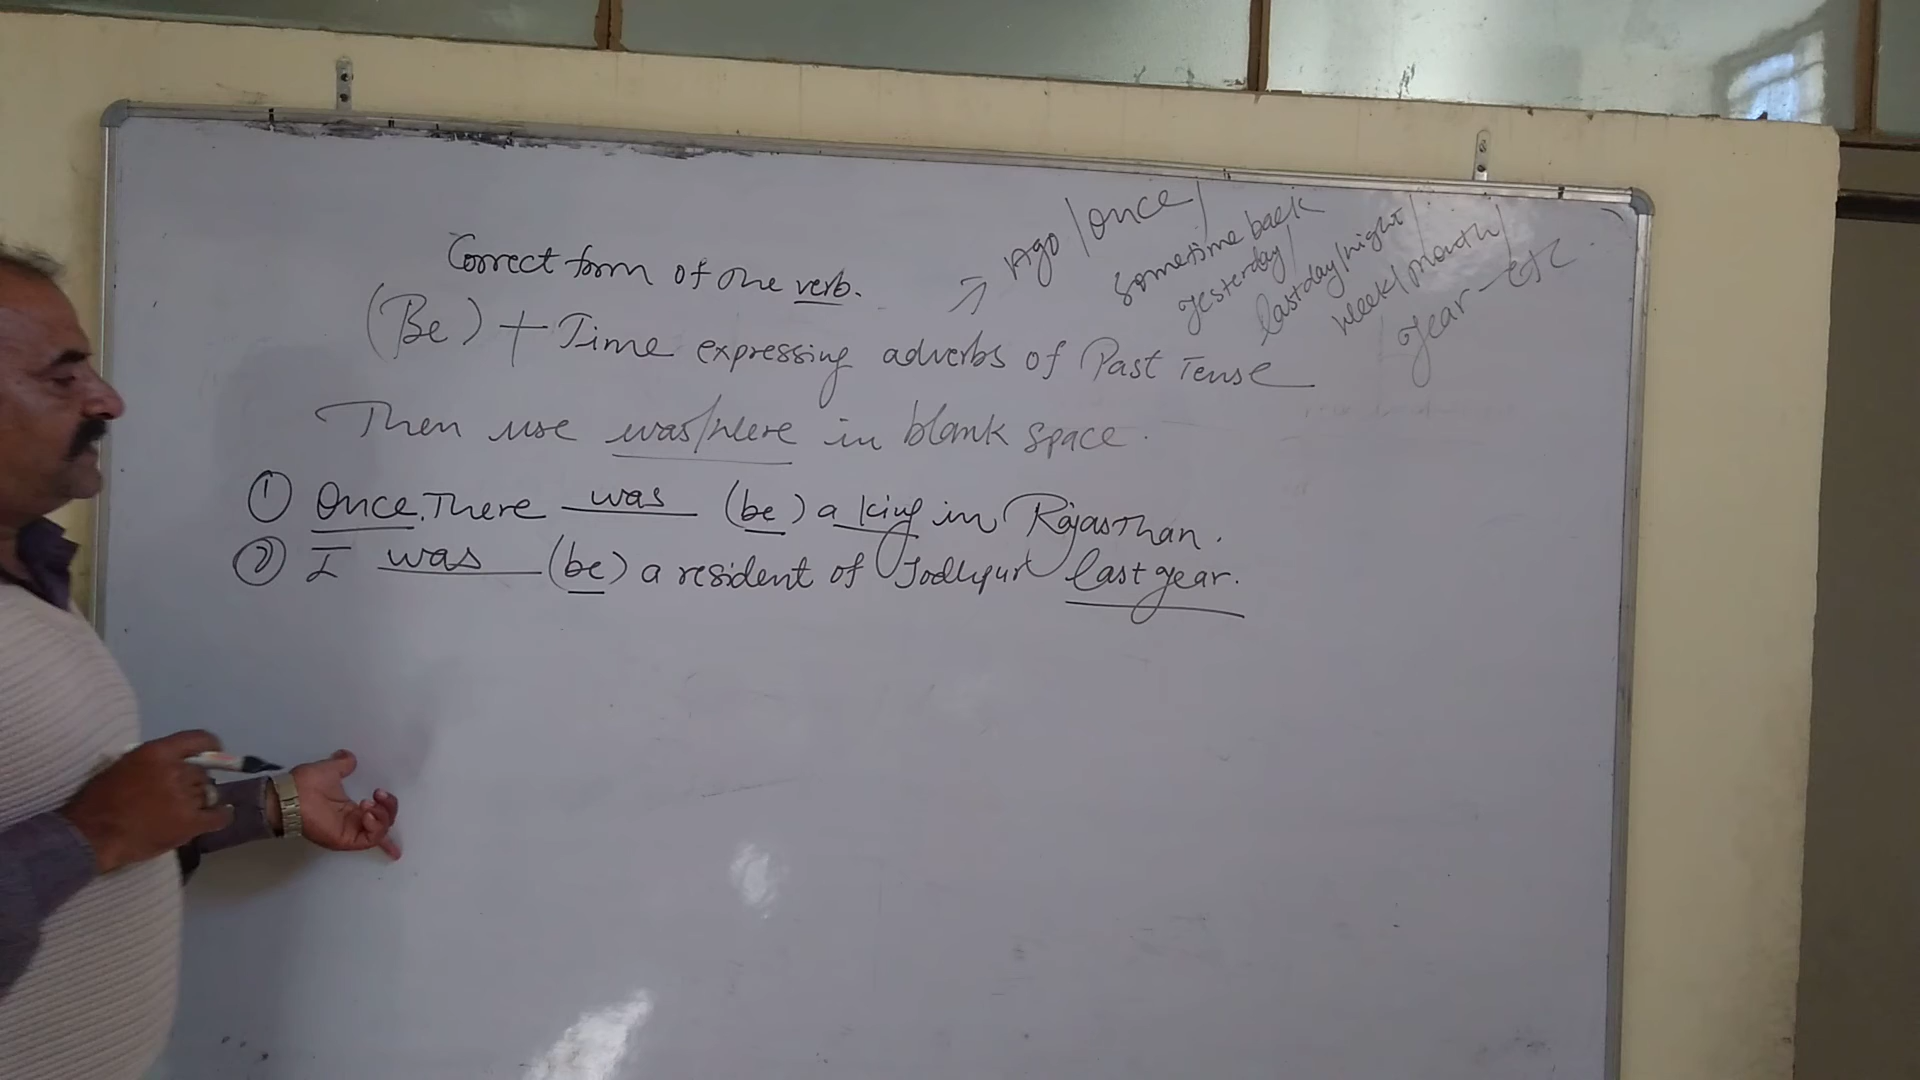 Correct form of the verb.
(Be) + Time expressing adverbs of Past Tense
→ Ago / once /
sometime back
yesterday /
last day / night /
week / month /
year - etc
Then use was/were in blank space.
① Once. There was (be) a king in Rajasthan.
② I was (be) a resident of Jodhpur last year.